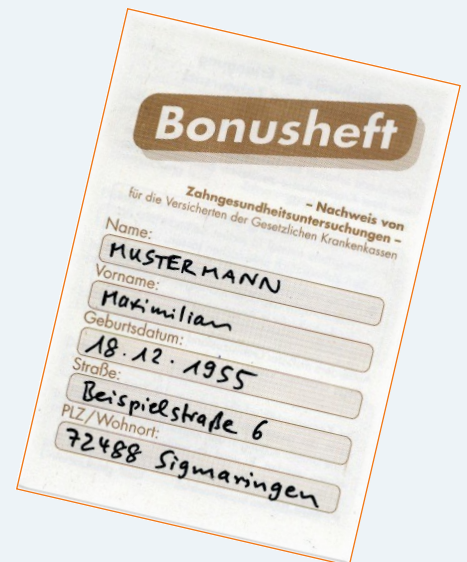 Bonusheft
– Nachweis von
Zahngesundheitsuntersuchungen –
für die Versicherten der Gesetzlichen Krankenkassen
Name:
MUSTERMANN
Vorname:
Maximilian
Geburtsdatum:
18.12.1955
Straße:
Beispielstraße 6
PLZ/Wohnort:
72488 Sigmaringen